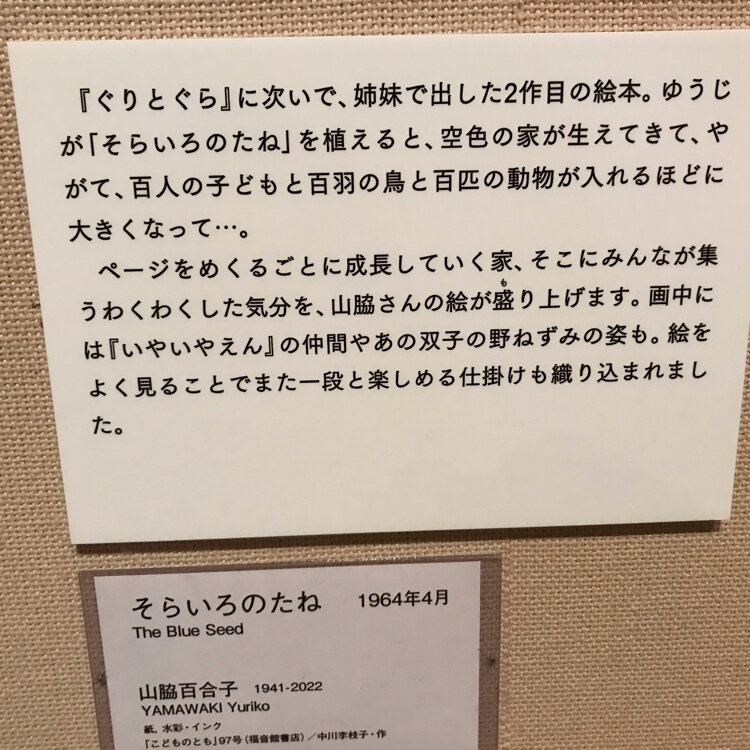 『ぐりとぐら』に次いで、姉妹で出した2作目の絵本。ゆうじ
が「そらいろのたね」を植えると、空色の家が生えてきて、や
がて、百人の子どもと百羽の鳥と百匹の動物が入れるほどに
大きくなって…。
ページをめくるごとに成長していく家、そこにみんなが集
うわくわくした気分を、山脇さんの絵が盛り上げます。画中に
は『いやいやえん』の仲間やあの双子の野ねずみの姿も。絵を
よく見ることでまた一段と楽しめる仕掛けも織り込まれまし
た。
そらいろのたね 1964年4月
The Blue Seed
山脇百合子 1941-2022
YAMAWAKI Yuriko
紙, 水彩・インク
「こどものとも」97号(福音館書店)/中川李枝子・作